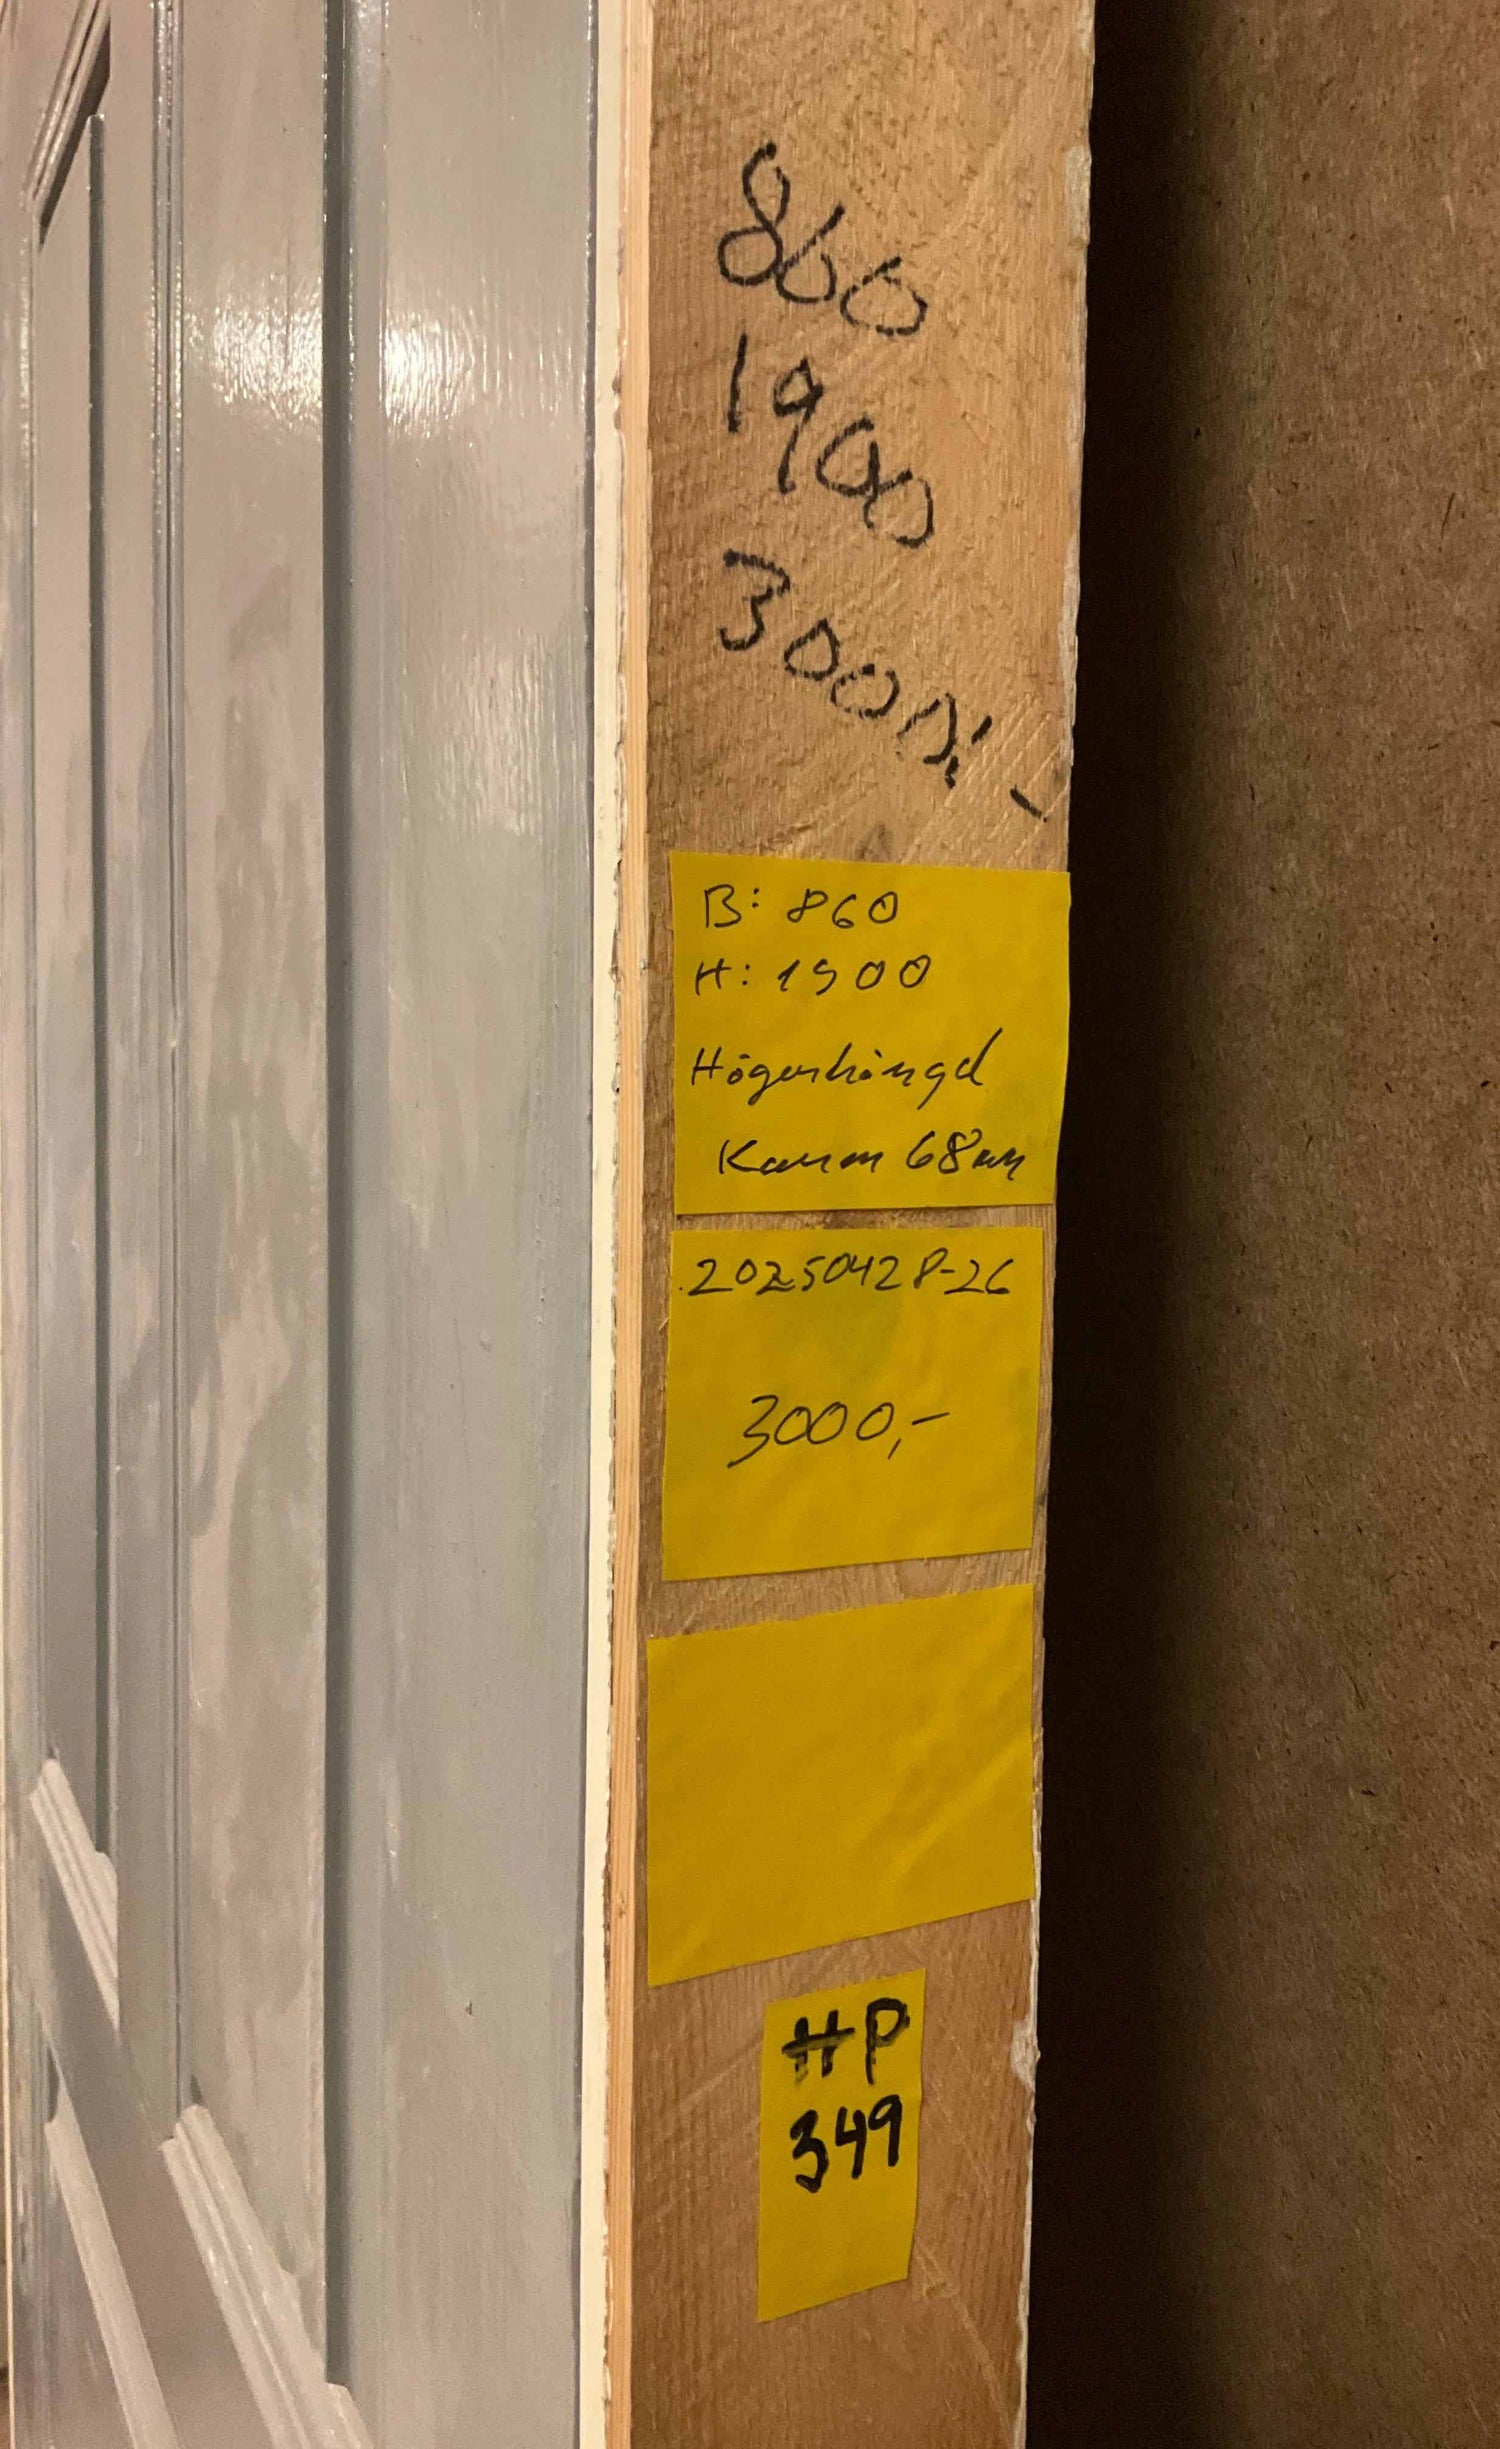 860
1900
3000:-
B: 860
H: 1900
Högerhängd
Karm 68mm
20250428-26
3000,-
HP
349